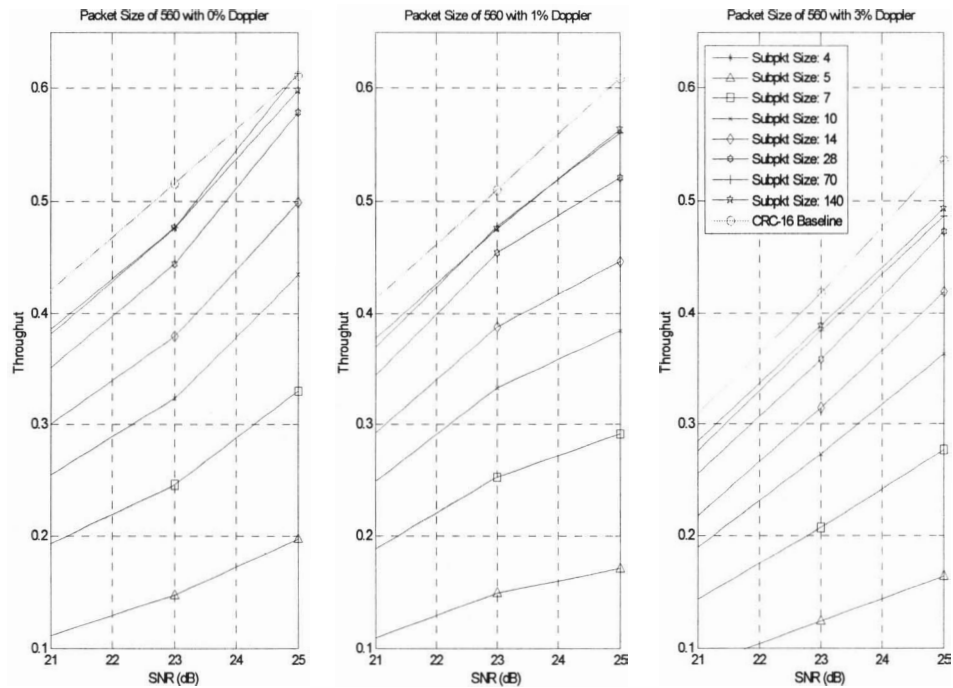 Packet Size of 560 with 0% Doppler
Packet Size of 560 with 1% Doppler
Packet Size of 560 with 3% Doppler
Subpkt Size: 4
Subpkt Size: 5
Subpkt Size: 7
Subpkt Size: 10
Subpkt Size: 14
Subpkt Size: 28
Subpkt Size: 70
Subpkt Size: 140
CRC-16 Baseline
Throughut
0.6
0.5
0.4
0.3
0.2
0.1
21 22 23 24 25
SNR (dB)
Throughut
0.6
0.5
0.4
0.3
0.2
0.1
21 22 23 24 25
SNR (dB)
Throughut
0.6
0.5
0.4
0.3
0.2
0.1
21 22 23 24 25
SNR (dB)